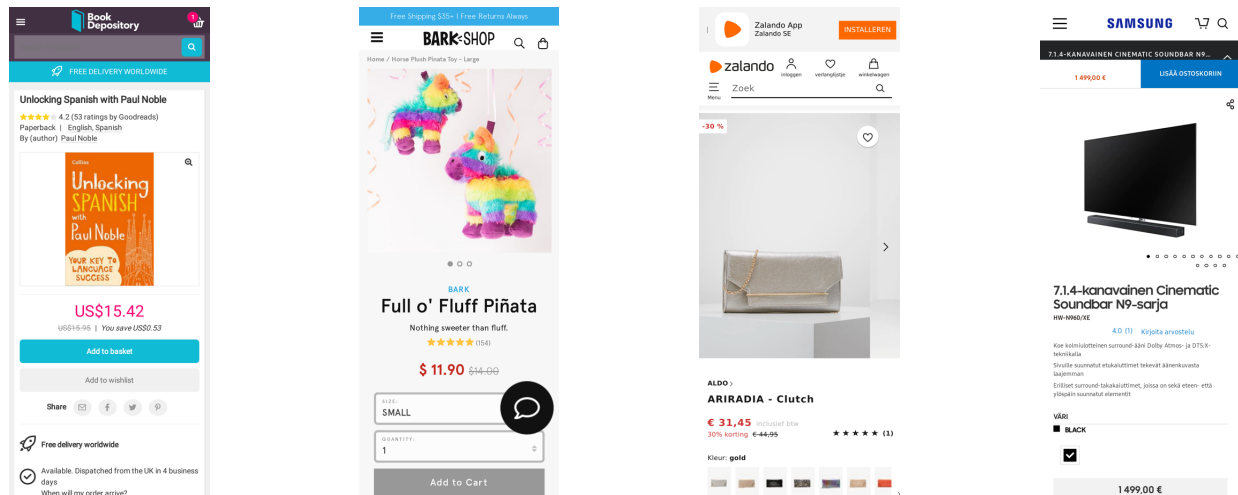 Book
Depository
1
FREE DELIVERY WORLDWIDE
Unlocking Spanish with Paul Noble
4.2 (53 ratings by Goodreads)
Paperback | English, Spanish
By (author) Paul Noble
Collins
Unlocking
SPANISH
with
Paul Noble
YOUR KEY TO
LANGUAGE
SUCCESS
US$15.42
US$15.95 | You save US$0.53
Add to basket
Add to wishlist
Share
Free delivery worldwide
Available. Dispatched from the UK in 4 business
days
When will my order arrive?
Free Shipping $35+ | Free Returns Always
BARK SHOP
Home / Horse Plush Pinata Toy - Large
BARK
Full o' Fluff Piñata
Nothing sweeter than fluff.
(154)
$ 11.90 $14.00
SIZE:
SMALL
QUANTITY:
1
Add to Cart
Zalando App
Zalando SE
INSTALLEREN
zalando
inloggen
verlanglijstje
winkelwagen
Menu
Zoek
-30 %
ALDO >
ARIRADIA - Clutch
€ 31,45 inclusief btw
30% korting € 44,95
(1)
Kleur: gold
SAMSUNG
7.1.4-KANAVAINEN CINEMATIC SOUNDBAR N9...
1 499,00 €
LISÄÄ OSTOSKORIIN
7.1.4-kanavainen Cinematic
Soundbar N9-sarja
HW-N960/XE
4.0 (1) Kirjoita arvostelu
Koe kolmiulotteinen surround-ääni Dolby Atmos- ja DTS:X-
tekniikalla
Sivuille suunnatut etukaiuttimet tekevät äänenkuvasta
laajemman
Erilliset surround-takakaiuttimet, joissa on sekä eteen- että
ylöspäin suunnatut elementit
VÄRI
BLACK
1 499,00 €